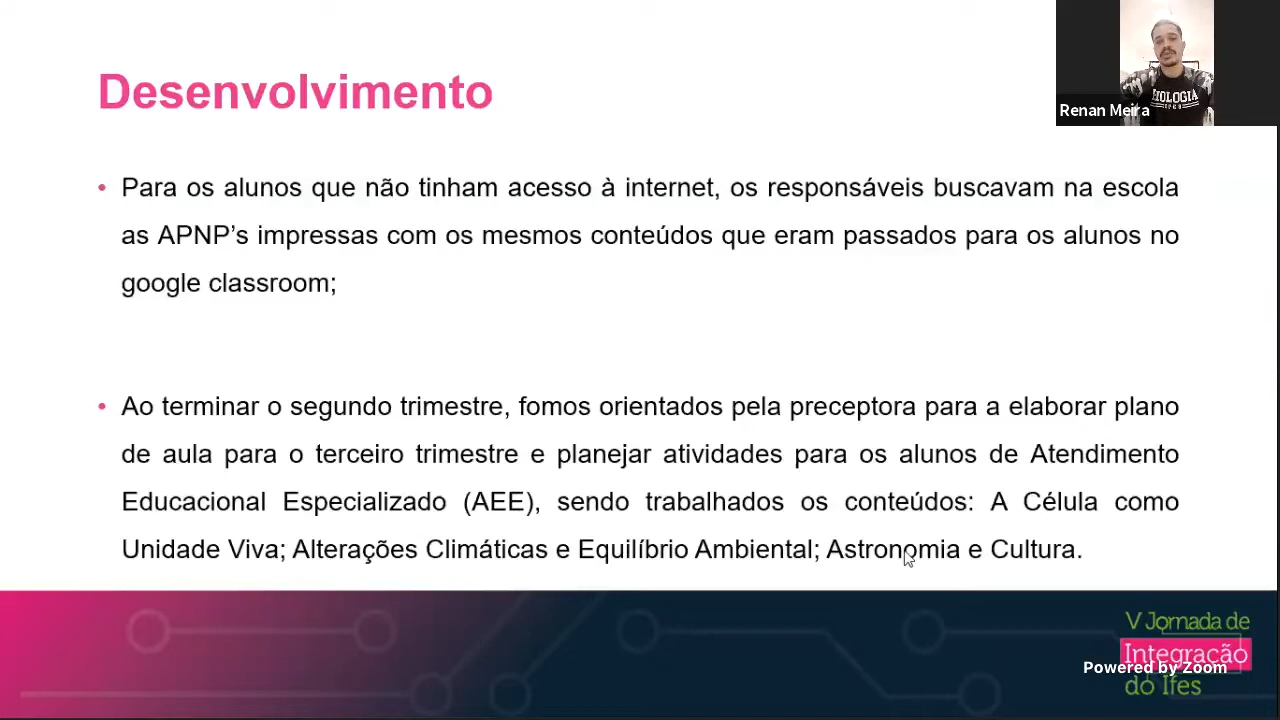 Desenvolvimento
Renan Meira
• Para os alunos que não tinham acesso à internet, os responsáveis buscavam na escola
as APNP’s impressas com os mesmos conteúdos que eram passados para os alunos no
google classroom;
• Ao terminar o segundo trimestre, fomos orientados pela preceptora para a elaborar plano
de aula para o terceiro trimestre e planejar atividades para os alunos de Atendimento
Educacional Especializado (AEE), sendo trabalhados os conteúdos: A Célula como
Unidade Viva; Alterações Climáticas e Equilíbrio Ambiental; Astronomia e Cultura.
V Jornada de
Integração
do Ifes
Powered by Zoom